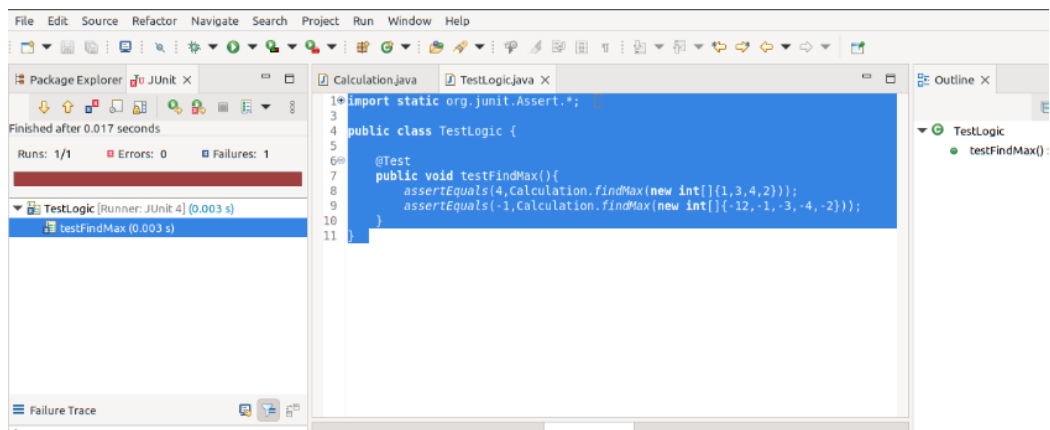 File Edit Source Refactor Navigate Search Project Run Window Help
Package Explorer JUnit
Finished after 0.017 seconds
Runs: 1/1 Errors: 0 Failures: 1
TestLogic [Runner: JUnit 4] (0.003 s)
testFindMax (0.003 s)
Failure Trace
Calculation.java TestLogic.java
1 import static org.junit.Assert.*;
3
4 public class TestLogic {
5
6 @Test
7 public void testFindMax(){
8 assertEquals(4,Calculation.findMax(new int[]{1,3,4,2}));
9 assertEquals(-1,Calculation.findMax(new int[]{-12,-1,-3,-4,-2}));
10 }
11 }
Outline
TestLogic
testFindMax() :